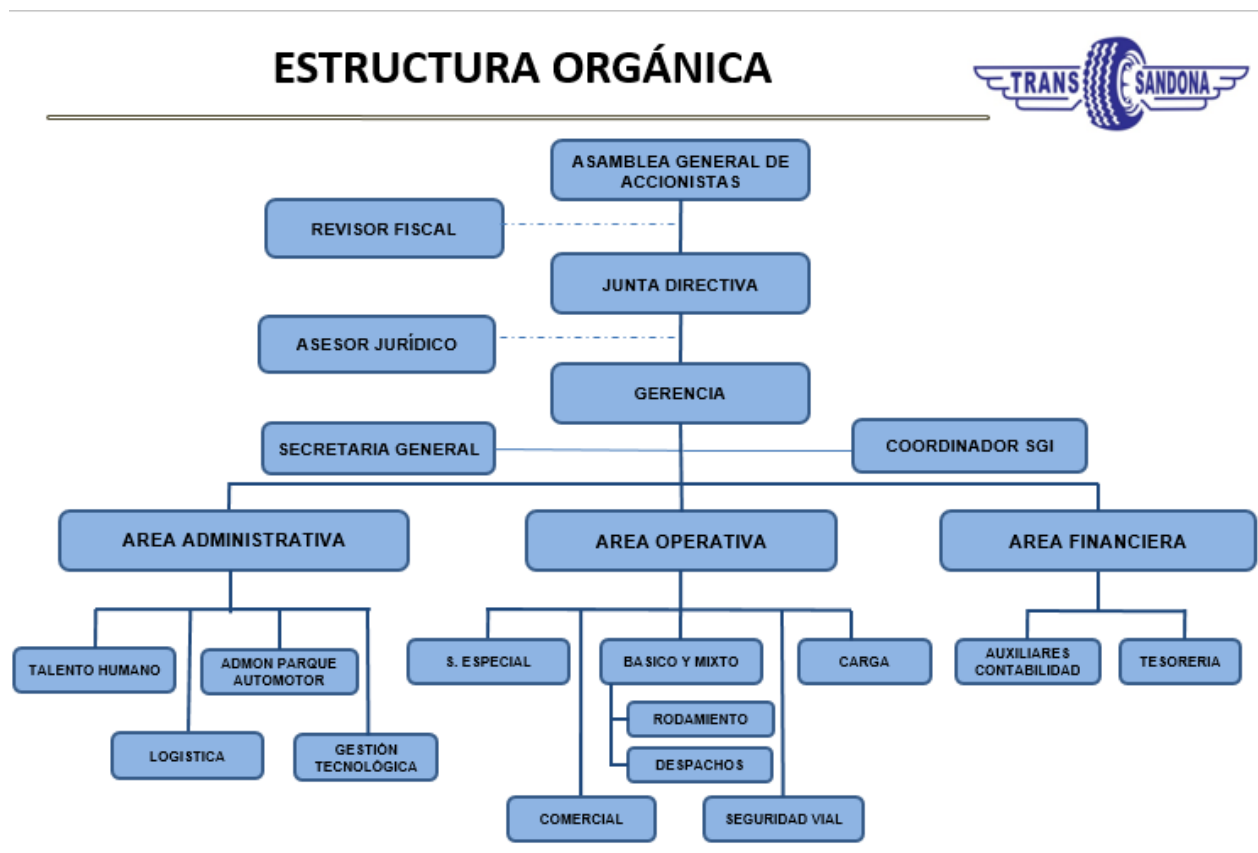 ESTRUCTURA ORGÁNICA
TRANS SANDONA
ASAMBLEA GENERAL DE
ACCIONISTAS
REVISOR FISCAL
JUNTA DIRECTIVA
ASESOR JURÍDICO
GERENCIA
SECRETARIA GENERAL
COORDINADOR SGI
AREA ADMINISTRATIVA
AREA OPERATIVA
AREA FINANCIERA
TALENTO HUMANO
ADMON PARQUE
AUTOMOTOR
LOGISTICA
GESTIÓN
TECNOLÓGICA
S. ESPECIAL
BASICO Y MIXTO
CARGA
RODAMIENTO
DESPACHOS
COMERCIAL
SEGURIDAD VIAL
AUXILIARES
CONTABILIDAD
TESORERIA